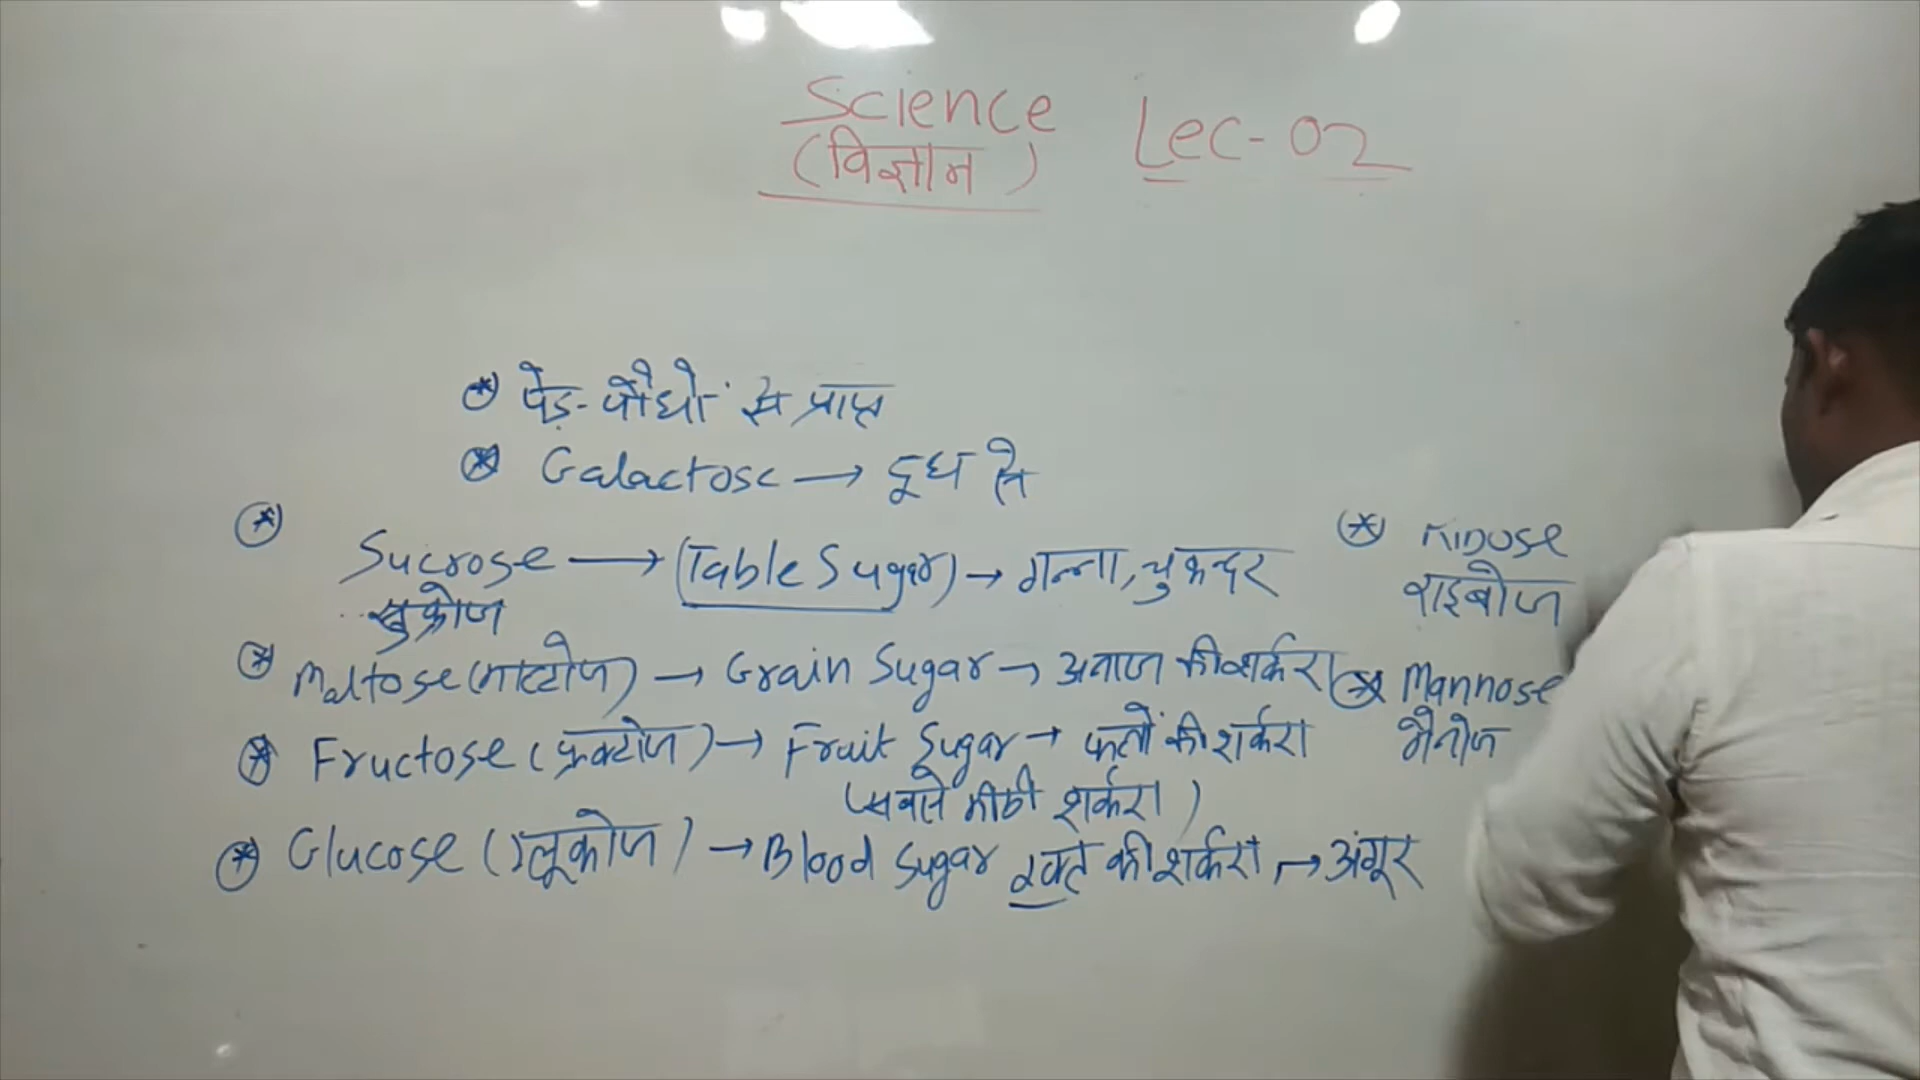 Science Lec-02
(विज्ञान)
पेड़-पौधों से प्राप्त
Galactose → दूध से
Sucrose → (Table Sugar) → गन्ना, चुकन्दर
सुक्रोज
Maltose (माल्टोज) → Grain Sugar → अनाज की शर्करा
Fructose (फ्रक्टोज) → Fruit Sugar → फलों की शर्करा
(सबसे मीठी शर्करा)
Glucose (ग्लूकोज) → Blood Sugar रक्त की शर्करा → अंगूर
Ribose
राइबोज
Mannose
मैनोज